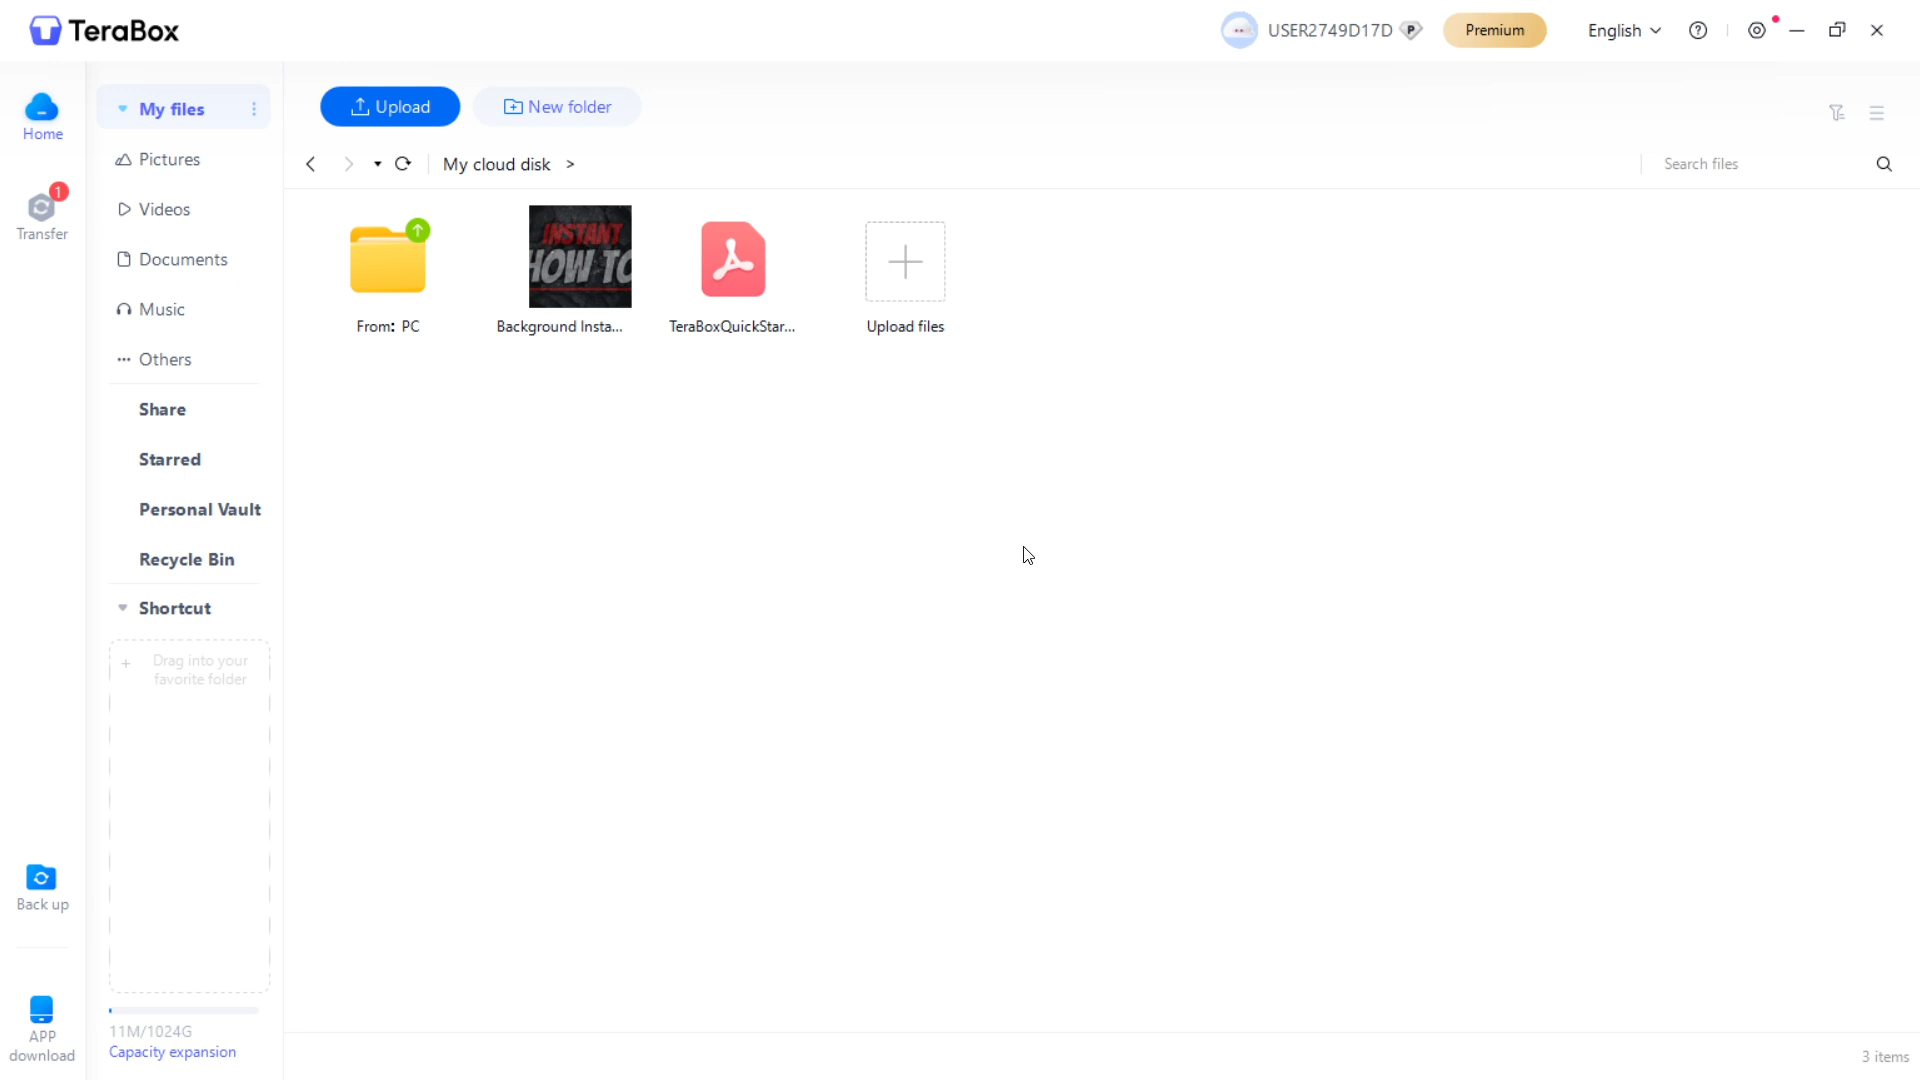 TeraBox
USER2749D17D
P
Premium
English
Home
1
Transfer
Back up
APP
download
My files
Pictures
Videos
Documents
Music
Others
Share
Starred
Personal Vault
Recycle Bin
Shortcut
+ Drag into your
favorite folder
11M/1024G
Capacity expansion
Upload
New folder
My cloud disk >
Search files
INSTANT
HOW TO
From: PC
Background Insta...
TeraBoxQuickStar...
Upload files
3 items